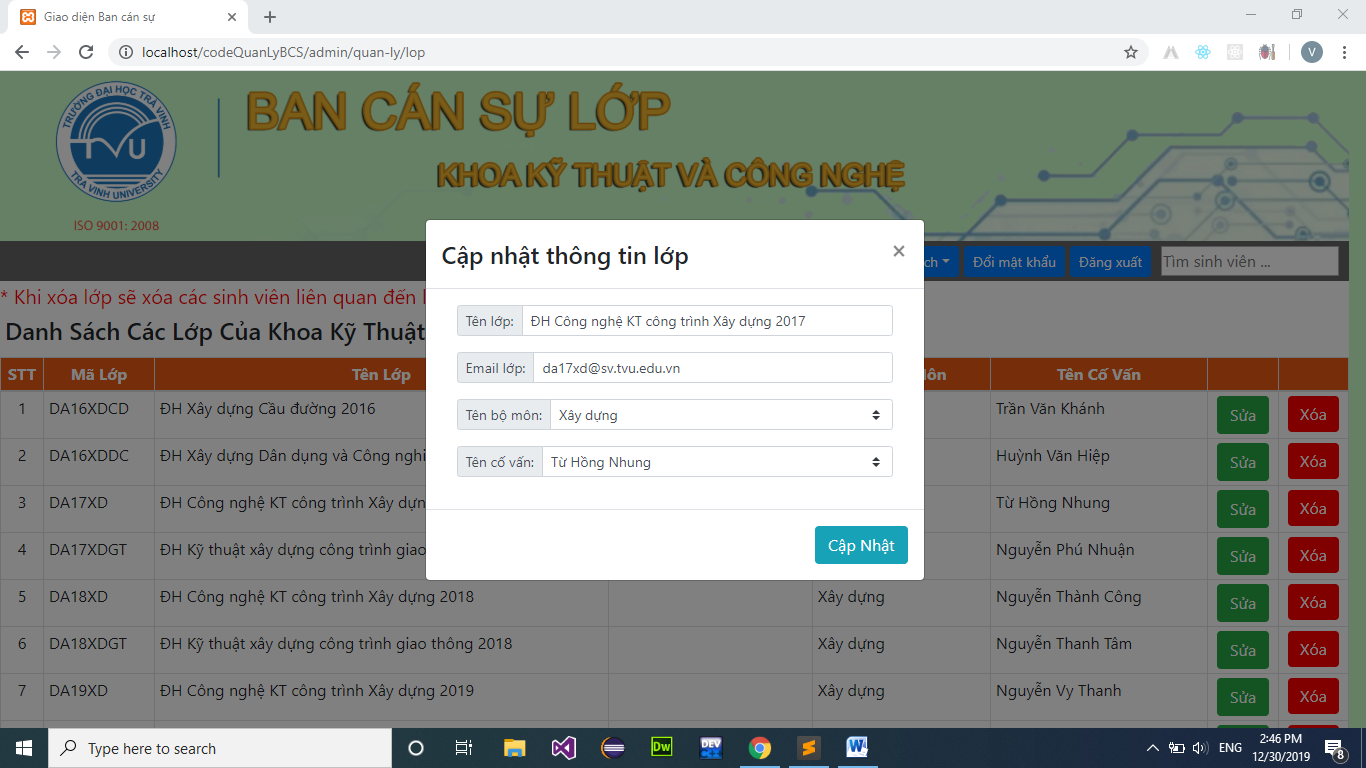 Giao diện Ban cán sự
localhost/codeQuanLyBCS/admin/quan-ly/lop
V
TRƯỜNG ĐẠI HỌC TRÀ VINH
TVU
TRA VINH UNIVERSITY
ISO 9001: 2008
BAN CÁN SỰ LỚP
KHOA KỸ THUẬT VÀ CÔNG NGHỆ
ch Đổi mật khẩu Đăng xuất Tìm sinh viên ...
* Khi xóa lớp sẽ xóa các sinh viên liên quan đến
Danh Sách Các Lớp Của Khoa Kỹ Thuật
STT Mã Lớp Tên Lớp Môn Tên Cố Vấn
1 DA16XDCD ĐH Xây dựng Cầu đường 2016 Trần Văn Khánh Sửa Xóa
2 DA16XDDC ĐH Xây dựng Dân dụng và Công nghi Huỳnh Văn Hiệp Sửa Xóa
3 DA17XD ĐH Công nghệ KT công trình Xây dựn Từ Hồng Nhung Sửa Xóa
4 DA17XDGT ĐH Kỹ thuật xây dựng công trình giao Nguyễn Phú Nhuận Sửa Xóa
5 DA18XD ĐH Công nghệ KT công trình Xây dựng 2018 Xây dựng Nguyễn Thành Công Sửa Xóa
6 DA18XDGT ĐH Kỹ thuật xây dựng công trình giao thông 2018 Xây dựng Nguyễn Thanh Tâm Sửa Xóa
7 DA19XD ĐH Công nghệ KT công trình Xây dựng 2019 Xây dựng Nguyễn Vy Thanh Sửa Xóa
Cập nhật thông tin lớp ×
Tên lớp: ĐH Công nghệ KT công trình Xây dựng 2017
Email lớp: da17xd@sv.tvu.edu.vn
Tên bộ môn: Xây dựng
Tên cố vấn: Từ Hồng Nhung
Cập Nhật
Type here to search
Dw
DEV
ENG
2:46 PM
12/30/2019
8